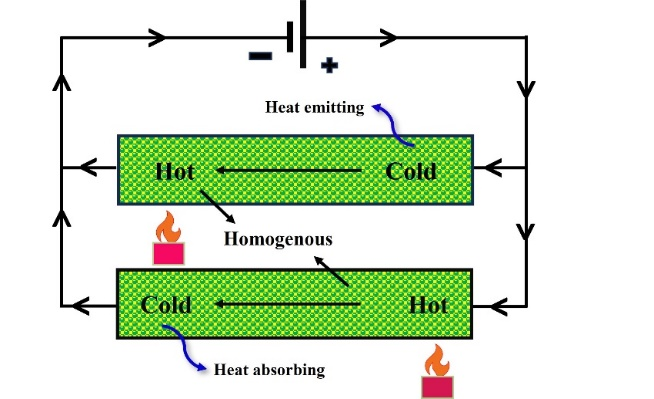 − +
Heat emitting
Hot Cold
Homogenous
Cold Hot
Heat absorbing